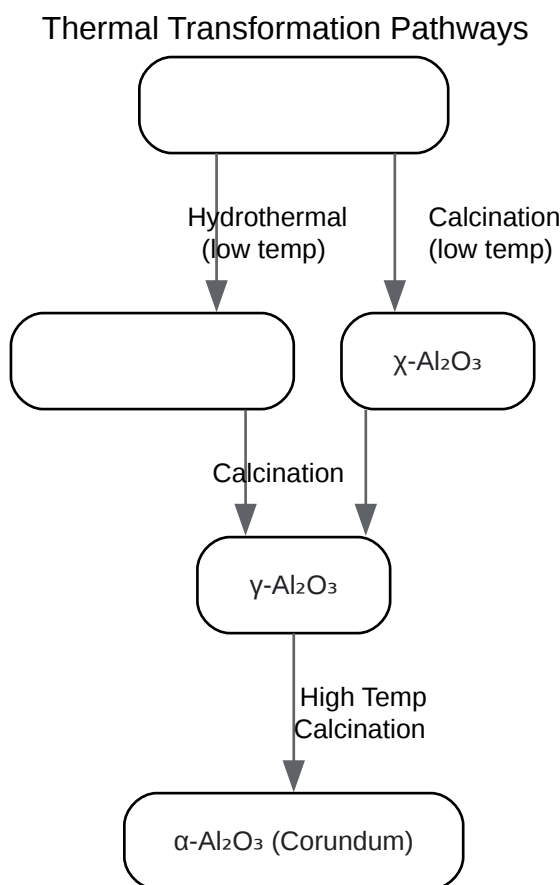 Thermal Transformation Pathways
Hydrothermal
(low temp)
Calcination
(low temp)
χ-Al₂O₃
Calcination
γ-Al₂O₃
High Temp
Calcination
α-Al₂O₃ (Corundum)